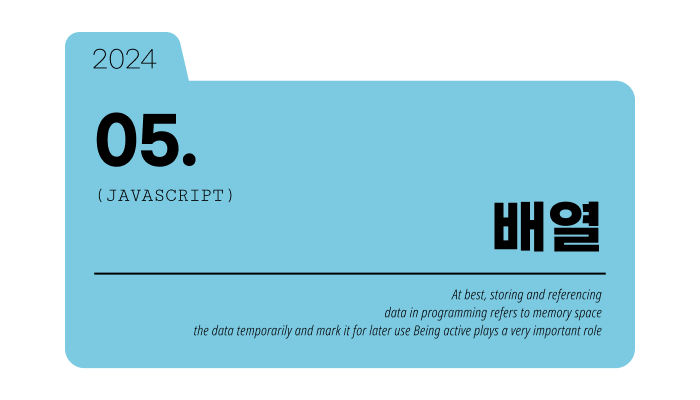 2024
05.
(JAVASCRIPT)
배열
At best, storing and referencing
data in programming refers to memory space
the data temporarily and mark it for later use Being active plays a very important role